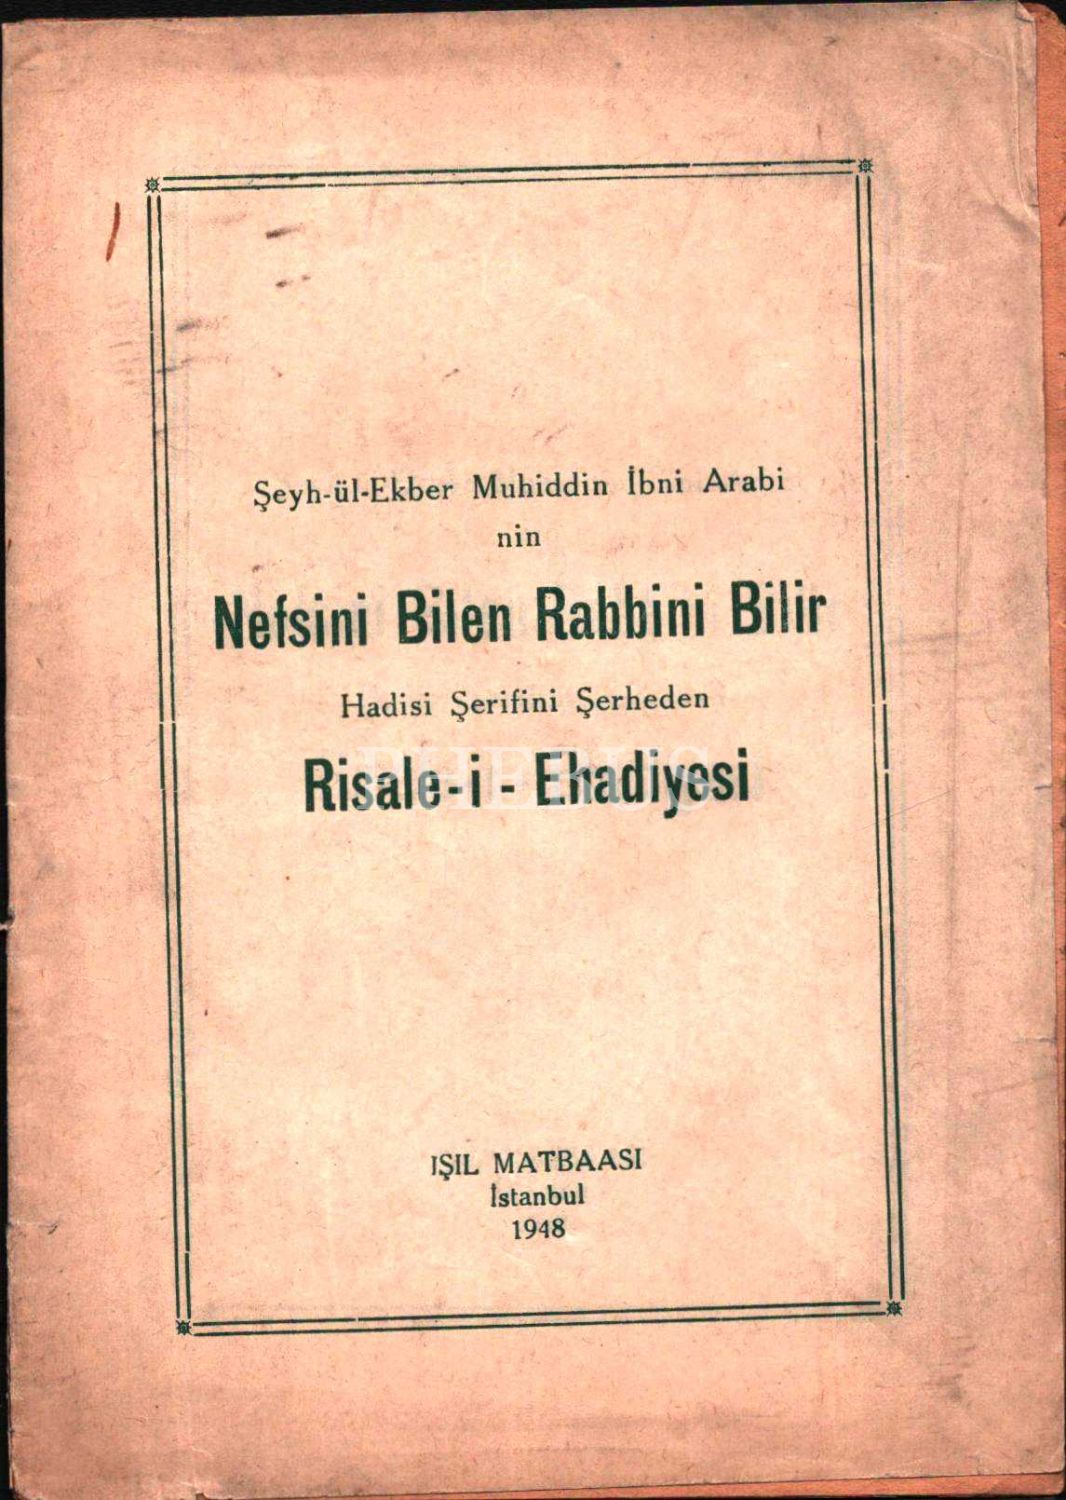 Şeyh-ül-Ekber Muhiddin İbni Arabi
nin
Nefsini Bilen Rabbini Bilir
Hadisi Şerifini Şerheden
Risale-i - Ehadiyesi
PHEBUS
IŞIL MATBAASI
İstanbul
1948